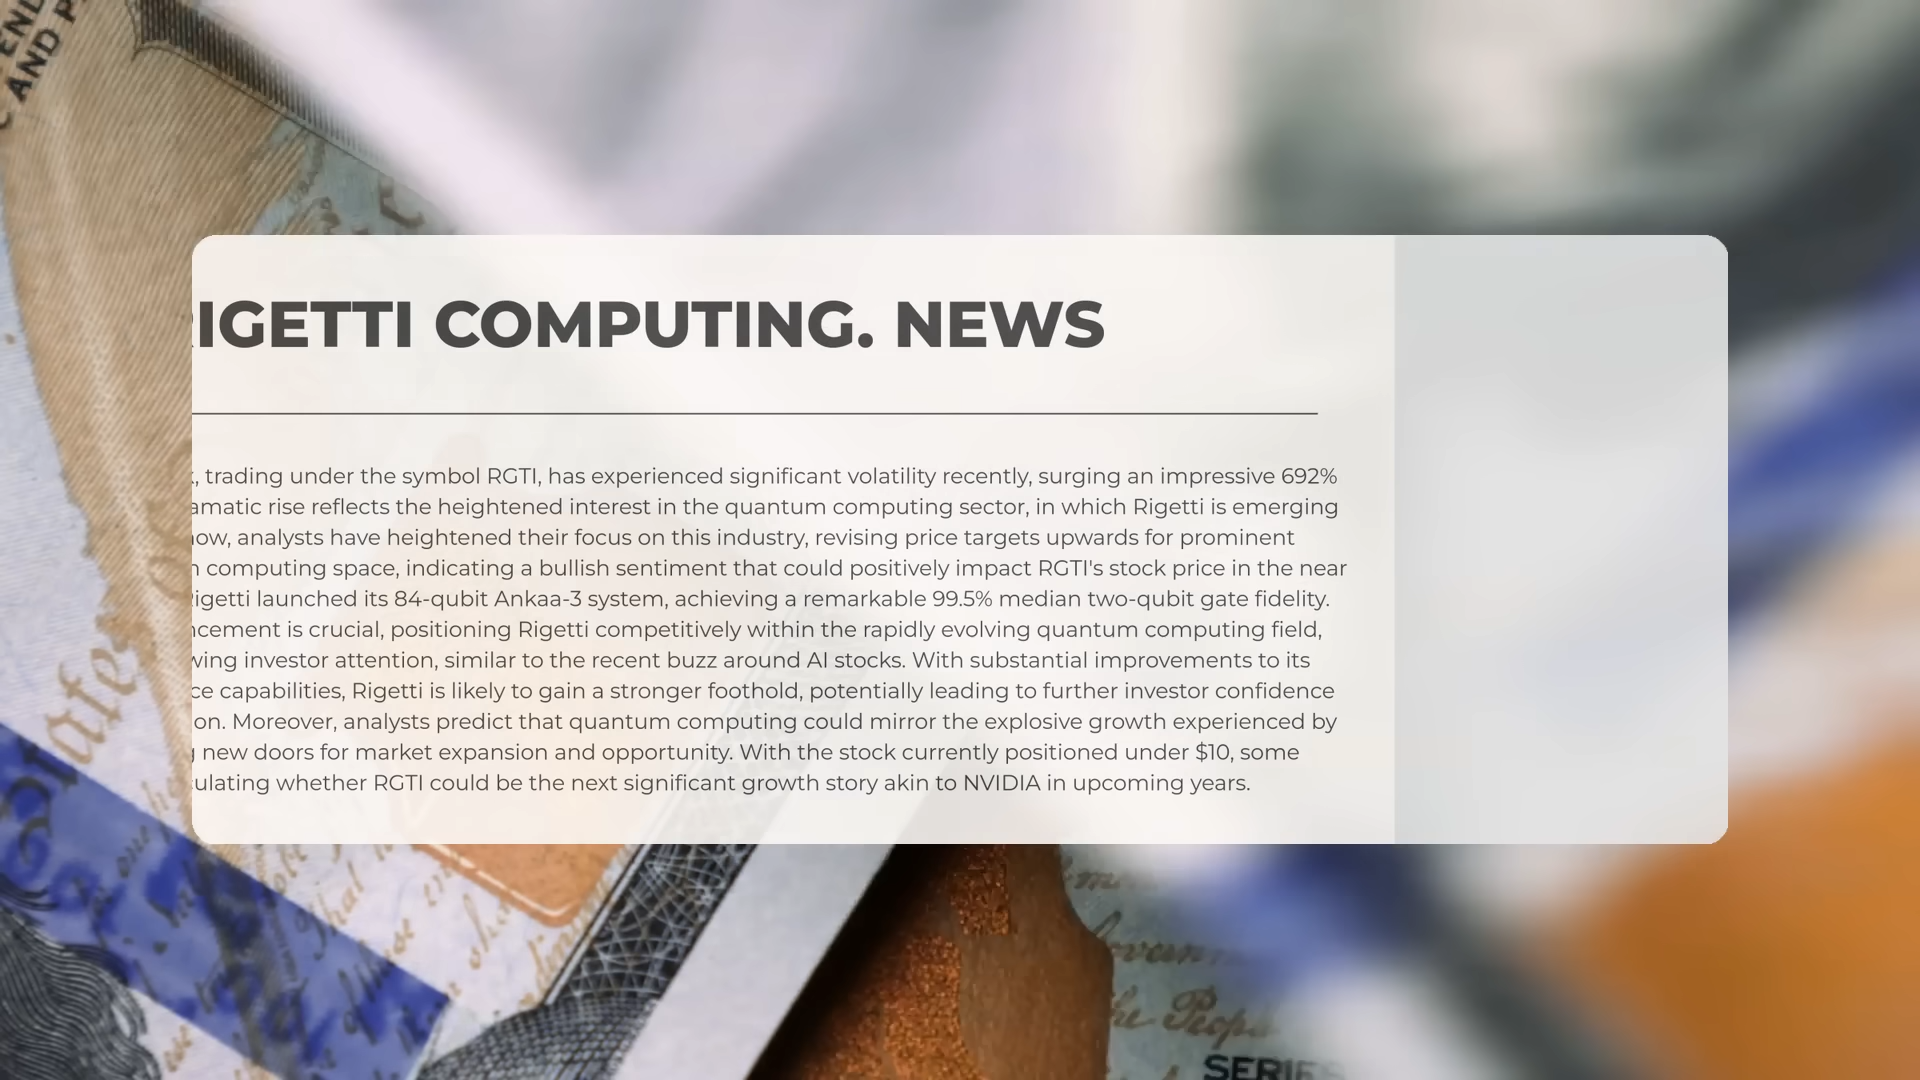 AND
IGETTI COMPUTING. NEWS
, trading under the symbol RGTI, has experienced significant volatility recently, surging an impressive 692%
amatic rise reflects the heightened interest in the quantum computing sector, in which Rigetti is emerging
ow, analysts have heightened their focus on this industry, revising price targets upwards for prominent
computing space, indicating a bullish sentiment that could positively impact RGTI's stock price in the near
Rigetti launched its 84-qubit Ankaa-3 system, achieving a remarkable 99.5% median two-qubit gate fidelity.
ncement is crucial, positioning Rigetti competitively within the rapidly evolving quantum computing field,
wing investor attention, similar to the recent buzz around AI stocks. With substantial improvements to its
ce capabilities, Rigetti is likely to gain a stronger foothold, potentially leading to further investor confidence
on. Moreover, analysts predict that quantum computing could mirror the explosive growth experienced by
g new doors for market expansion and opportunity. With the stock currently positioned under $10, some
ulating whether RGTI could be the next significant growth story akin to NVIDIA in upcoming years.
States
the Peop
SERIES